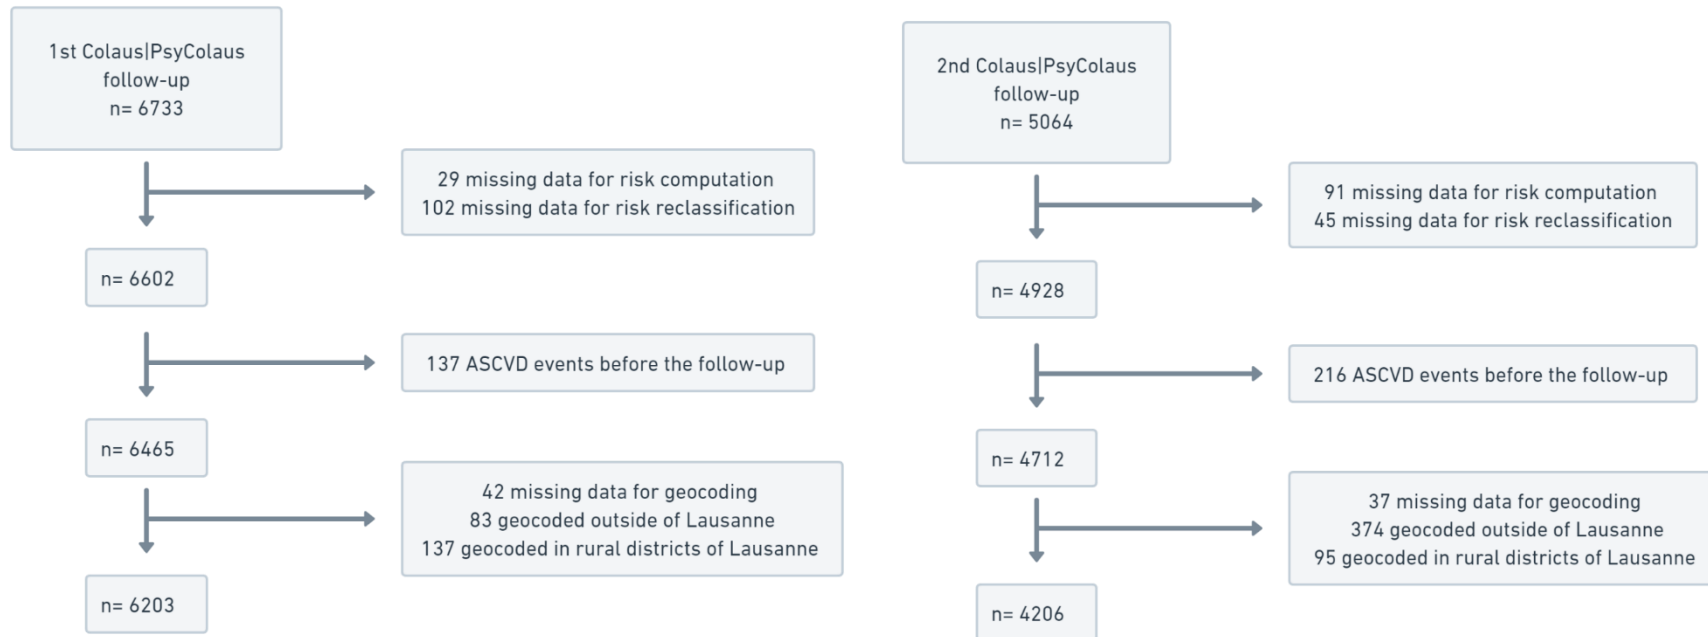 1st Colaus|PsyColaus
follow-up
n= 6733
29 missing data for risk computation
102 missing data for risk reclassification
n= 6602
137 ASCVD events before the follow-up
n= 6465
42 missing data for geocoding
83 geocoded outside of Lausanne
137 geocoded in rural districts of Lausanne
n= 6203
2nd Colaus|PsyColaus
follow-up
n= 5064
91 missing data for risk computation
45 missing data for risk reclassification
n= 4928
216 ASCVD events before the follow-up
n= 4712
37 missing data for geocoding
374 geocoded outside of Lausanne
95 geocoded in rural districts of Lausanne
n= 4206